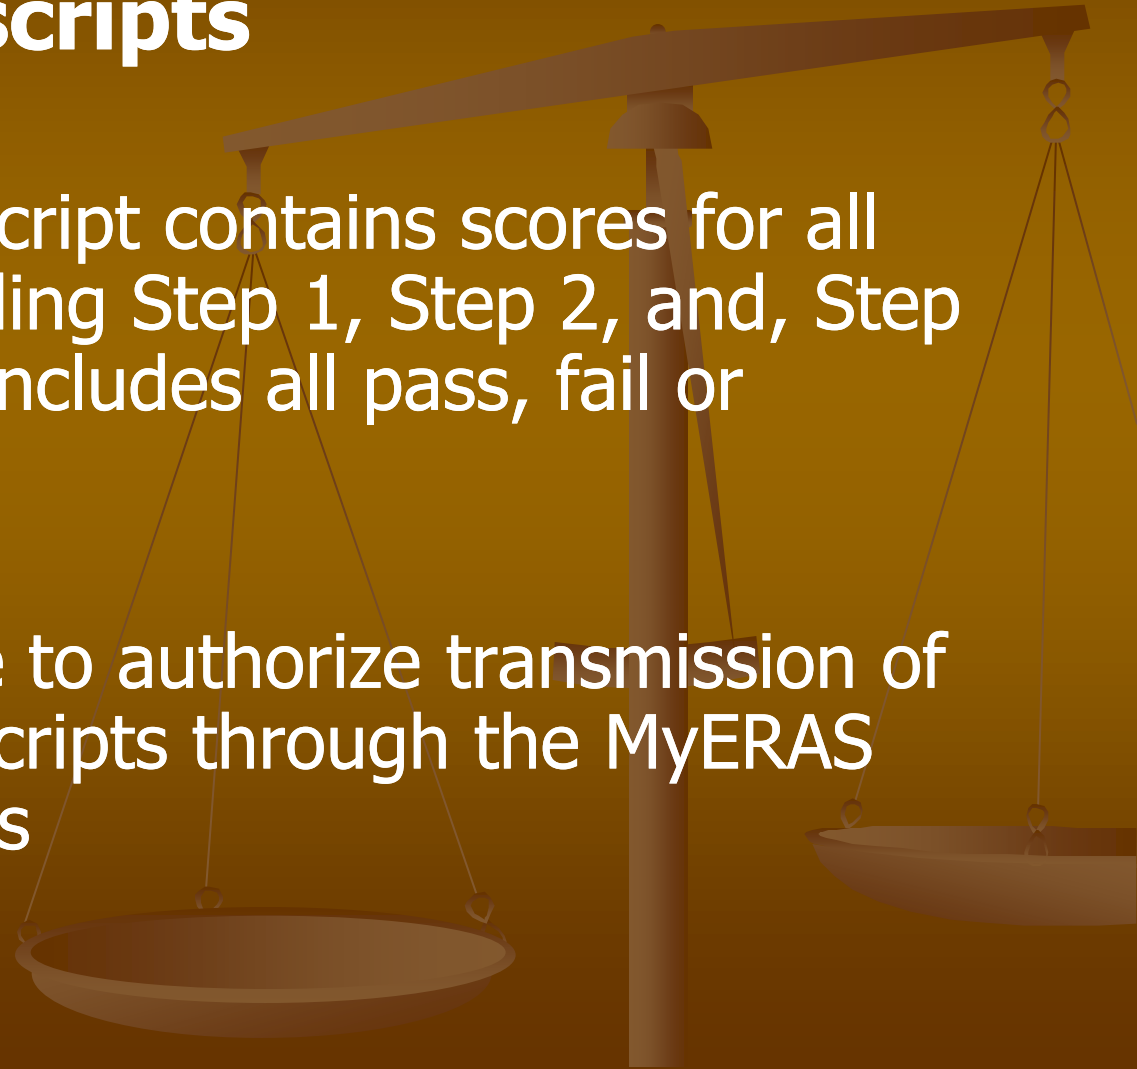 scripts
cript contains scores for all
ling Step 1, Step 2, and, Step
ncludes all pass, fail or
e to authorize transmission of
cripts through the MyERAS
s